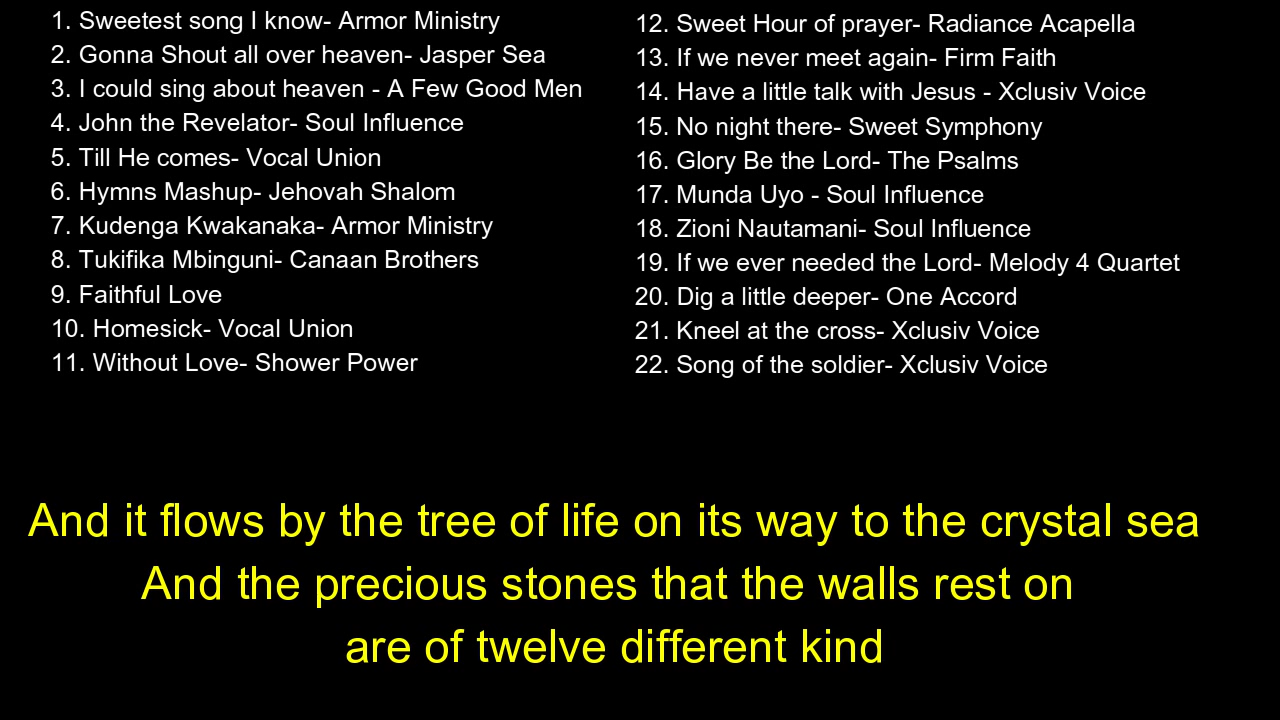 1. Sweetest song I know- Armor Ministry
2. Gonna Shout all over heaven- Jasper Sea
3. I could sing about heaven - A Few Good Men
4. John the Revelator- Soul Influence
5. Till He comes- Vocal Union
6. Hymns Mashup- Jehovah Shalom
7. Kudenga Kwakanaka- Armor Ministry
8. Tukifika Mbinguni- Canaan Brothers
9. Faithful Love
10. Homesick- Vocal Union
11. Without Love- Shower Power
12. Sweet Hour of prayer- Radiance Acapella
13. If we never meet again- Firm Faith
14. Have a little talk with Jesus - Xclusiv Voice
15. No night there- Sweet Symphony
16. Glory Be the Lord- The Psalms
17. Munda Uyo - Soul Influence
18. Zioni Nautamani- Soul Influence
19. If we ever needed the Lord- Melody 4 Quartet
20. Dig a little deeper- One Accord
21. Kneel at the cross- Xclusiv Voice
22. Song of the soldier- Xclusiv Voice
And it flows by the tree of life on its way to the crystal sea
And the precious stones that the walls rest on
are of twelve different kind